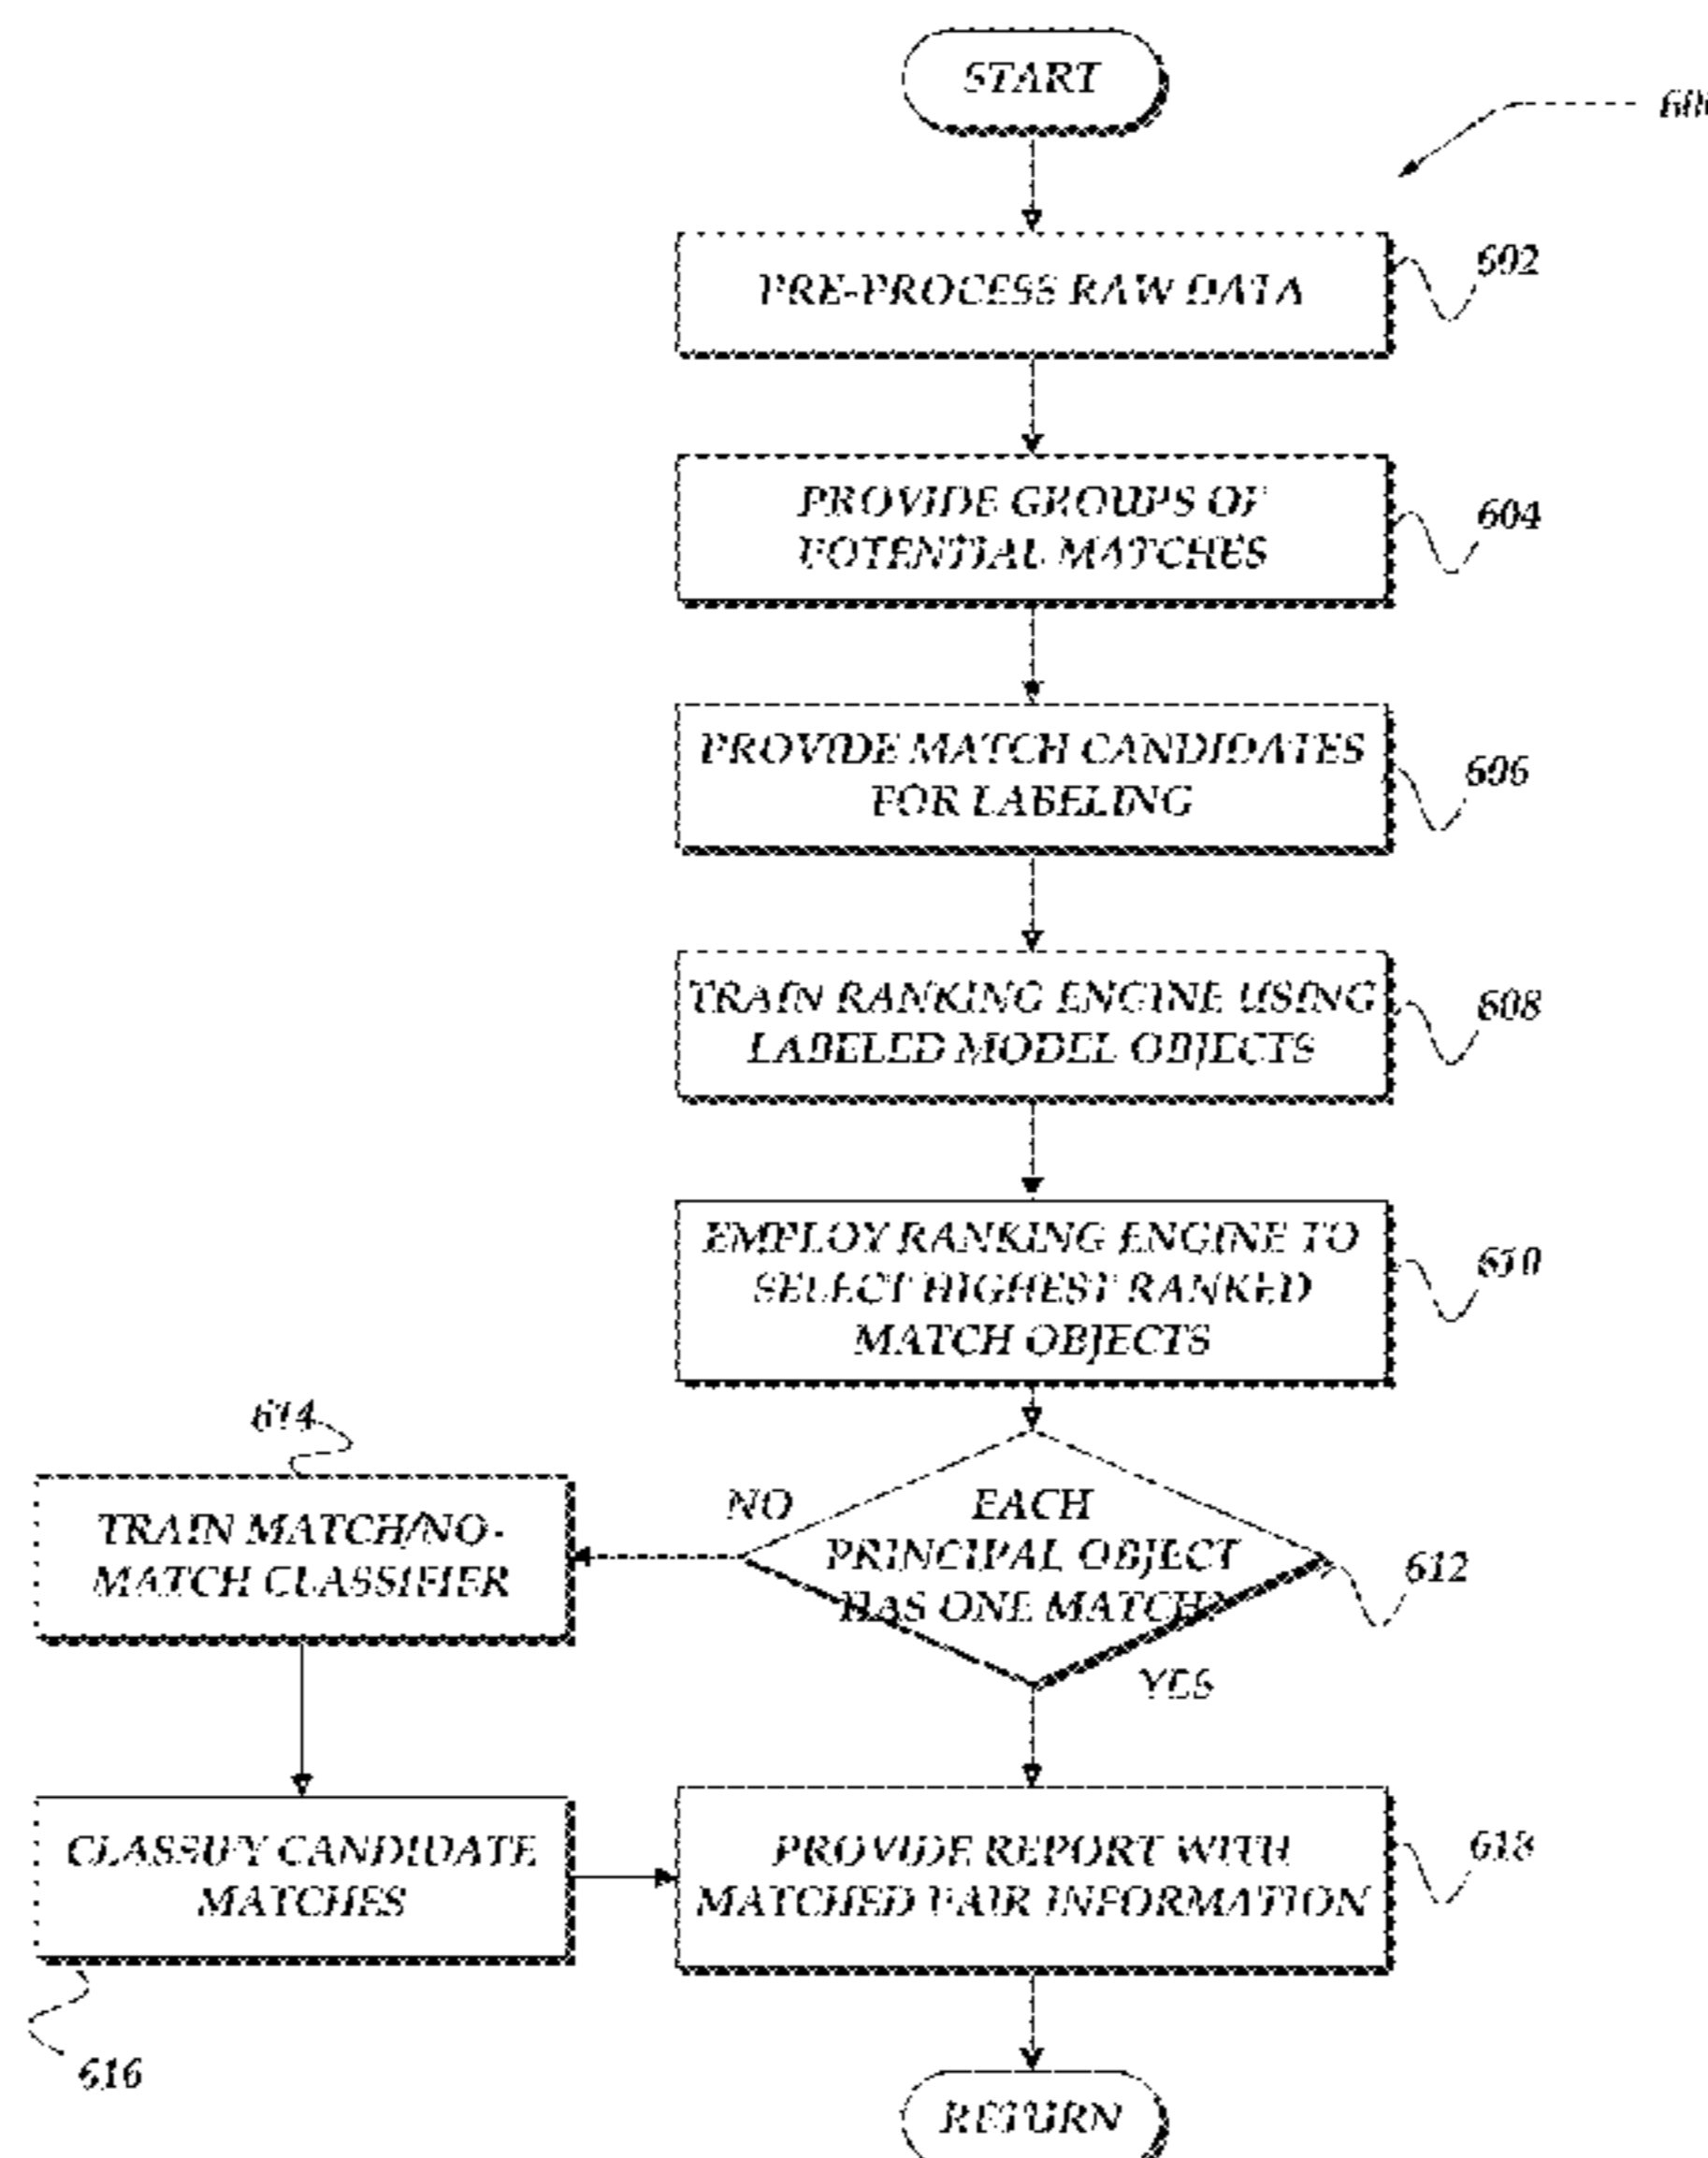 START
PRE-PROCESS RAW DATA
602
PROVIDE GROUPS OF
POTENTIAL MATCHES
604
PROVIDE MATCH CANDIDATES
FOR LABELING
606
TRAIN RANKING ENGINE USING
LABELED MODEL OBJECTS
608
EMPLOY RANKING ENGINE TO
SELECT HIGHEST RANKED
MATCH OBJECTS
610
EACH
PRINCIPAL OBJECT
HAS ONE MATCH?
612
NO
YES
614
TRAIN MATCH/NO-
MATCH CLASSIFIER
CLASSIFY CANDIDATE
MATCHES
616
PROVIDE REPORT WITH
MATCHED PAIR INFORMATION
618
RETURN